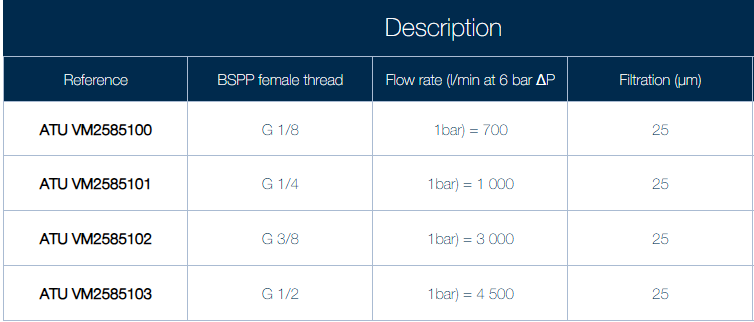 Description
Reference BSPP female thread Flow rate (l/min at 6 bar ΔP Filtration (µm)
ATU VM2585100 G 1/8 1bar) = 700 25
ATU VM2585101 G 1/4 1bar) = 1 000 25
ATU VM2585102 G 3/8 1bar) = 3 000 25
ATU VM2585103 G 1/2 1bar) = 4 500 25